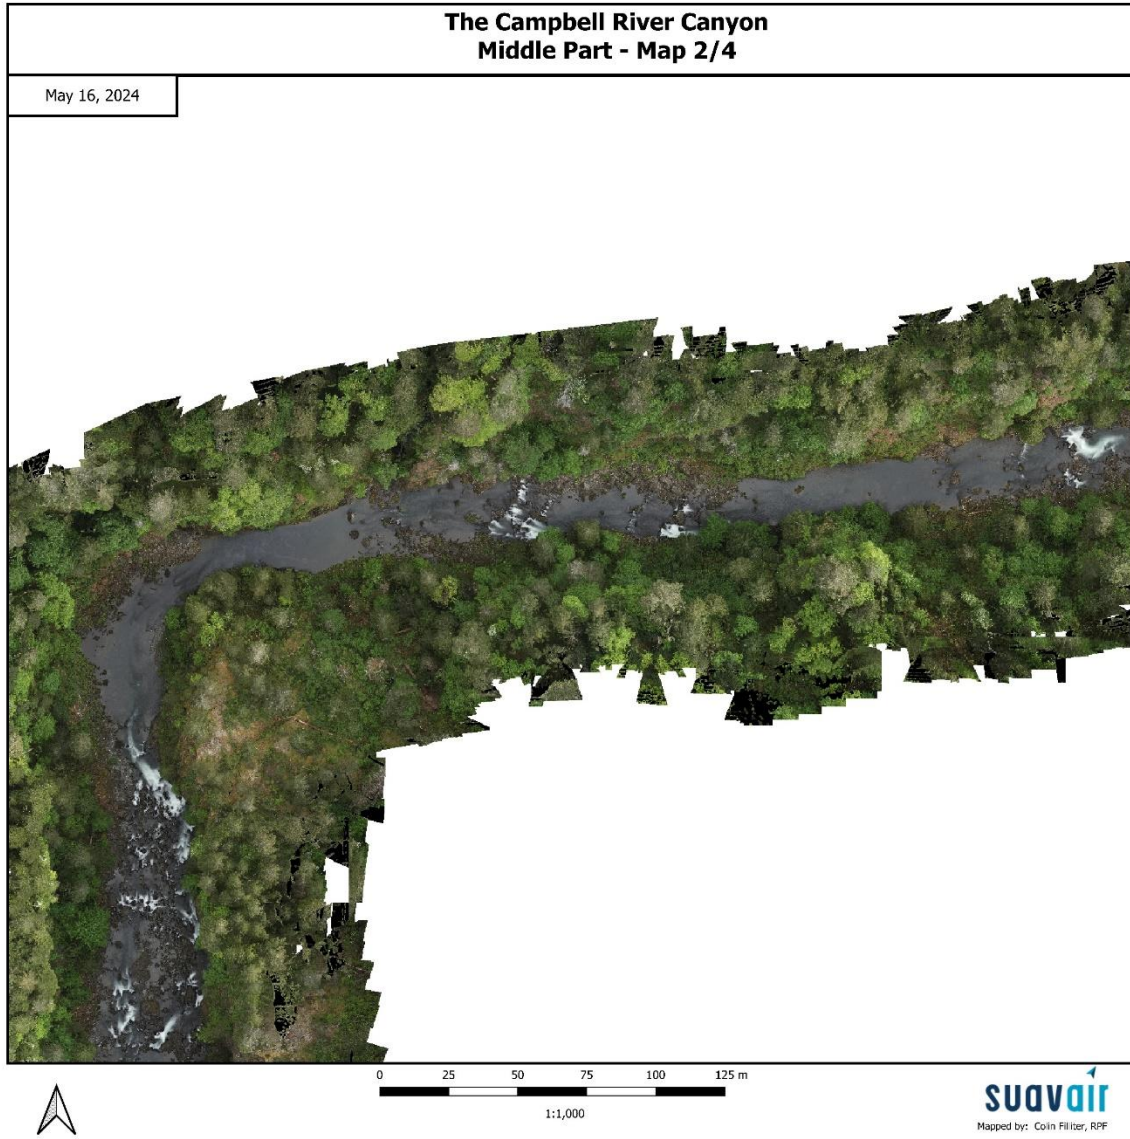 The Campbell River Canyon
Middle Part - Map 2/4
May 16, 2024
0 25 50 75 100 125 m
1:1,000
suavair
Mapped by: Colin Filliter, RPF